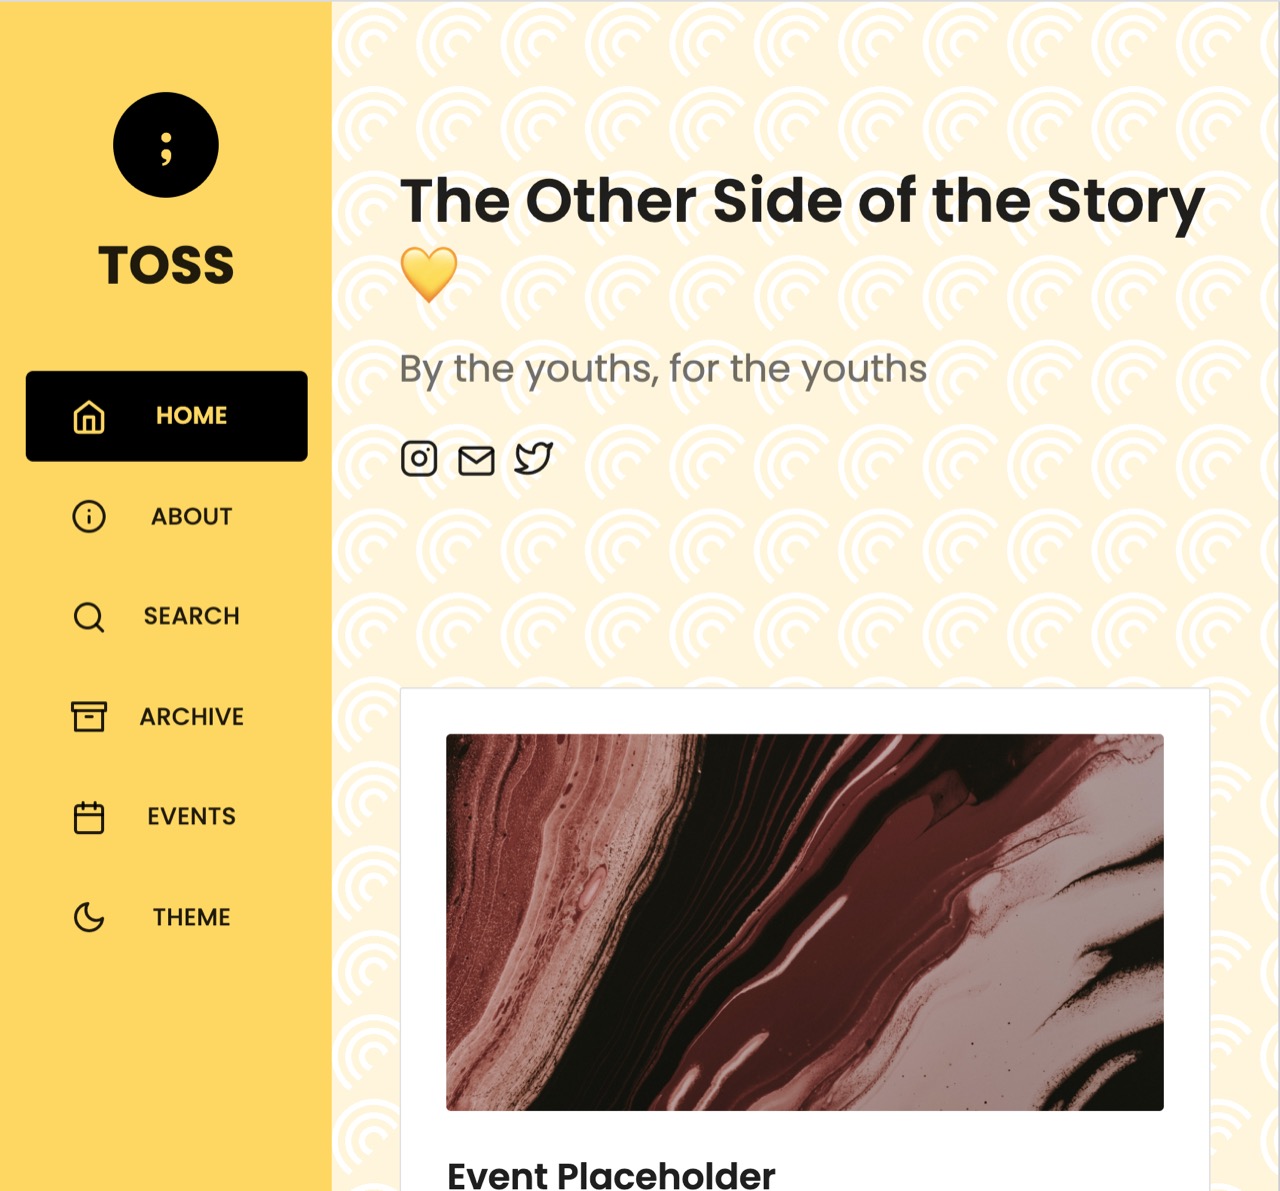 ;
TOSS
HOME
ABOUT
SEARCH
ARCHIVE
EVENTS
THEME
The Other Side of the Story
💛
By the youths, for the youths
Event Placeholder